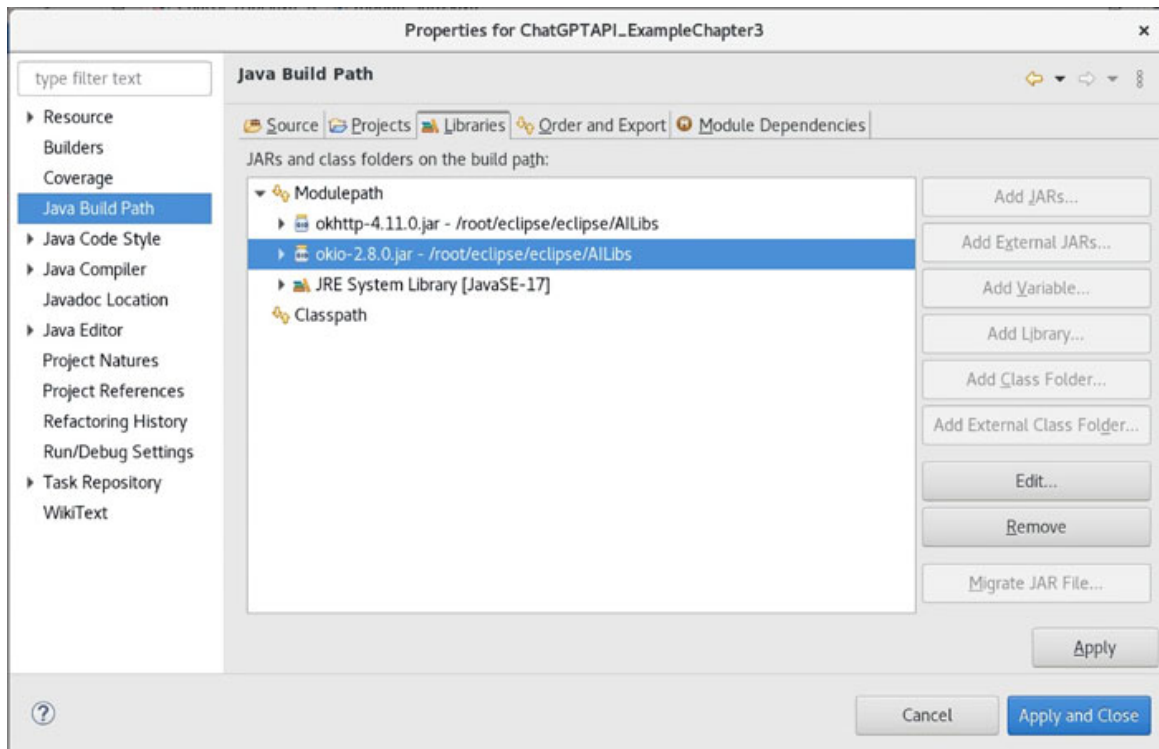 Properties for ChatGPTAPI_ExampleChapter3
type filter text
Resource
Builders
Coverage
Java Build Path
Java Code Style
Java Compiler
Javadoc Location
Java Editor
Project Natures
Project References
Refactoring History
Run/Debug Settings
Task Repository
WikiText
Java Build Path
Source Projects Libraries Order and Export Module Dependencies
JARs and class folders on the build path:
Modulepath
okhttp-4.11.0.jar - /root/eclipse/eclipse/AILibs
okio-2.8.0.jar - /root/eclipse/eclipse/AILibs
JRE System Library [JavaSE-17]
Classpath
Add JARs...
Add External JARs...
Add Variable...
Add Library...
Add Class Folder...
Add External Class Folder...
Edit...
Remove
Migrate JAR File...
Apply
Cancel
Apply and Close